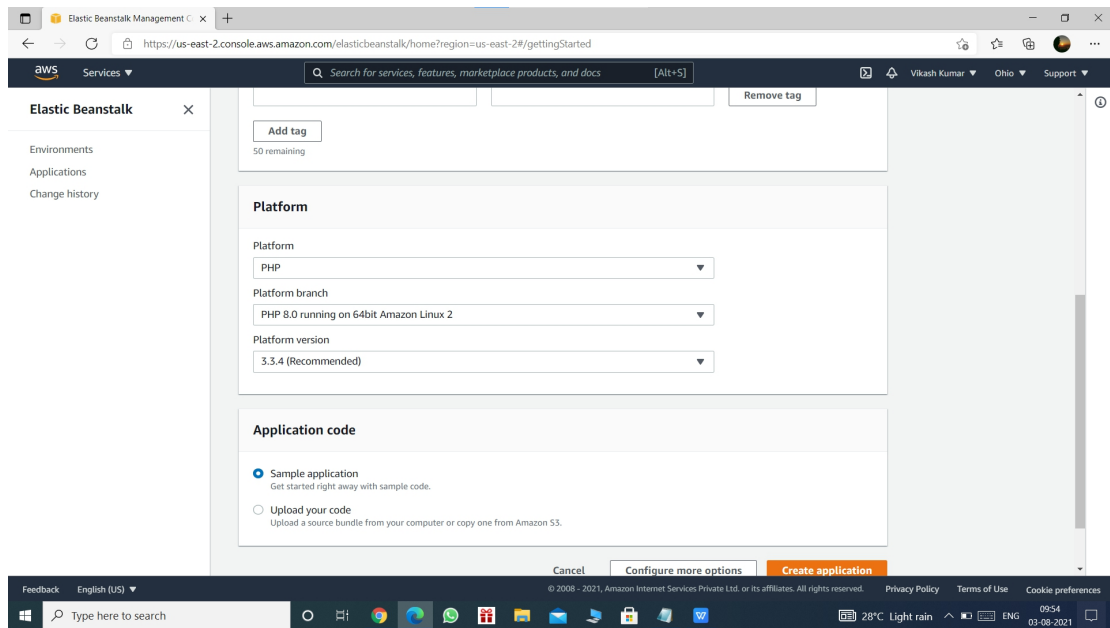 Elastic Beanstalk Management C
https://us-east-2.console.aws.amazon.com/elasticbeanstalk/home?region=us-east-2#/gettingStarted
aws
Services ▼
Search for services, features, marketplace products, and docs [Alt+S]
Vikash Kumar ▼
Ohio ▼
Support ▼
Elastic Beanstalk
Environments
Applications
Change history
Remove tag
Add tag
50 remaining
Platform
Platform
PHP
Platform branch
PHP 8.0 running on 64bit Amazon Linux 2
Platform version
3.3.4 (Recommended)
Application code
Sample application
Get started right away with sample code.
Upload your code
Upload a source bundle from your computer or copy one from Amazon S3.
Cancel
Configure more options
Create application
Feedback
English (US) ▼
© 2008 - 2021, Amazon Internet Services Private Ltd. or its affiliates. All rights reserved.
Privacy Policy
Terms of Use
Cookie preferences
Type here to search
28°C Light rain
ENG
09:54
03-08-2021